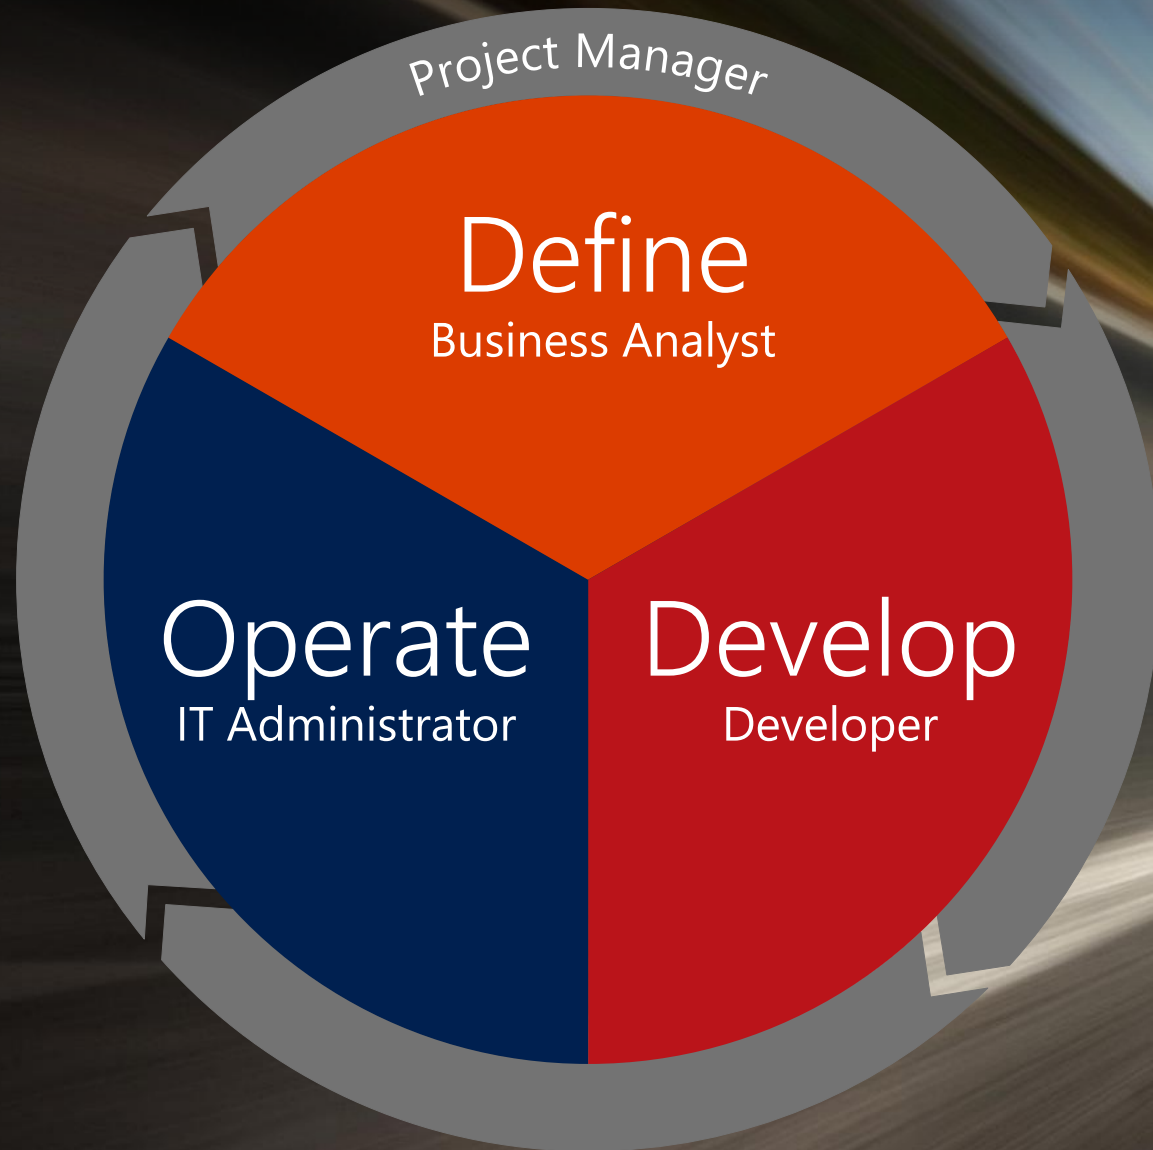 Project Manager
Define
Business Analyst
Operate
IT Administrator
Develop
Developer